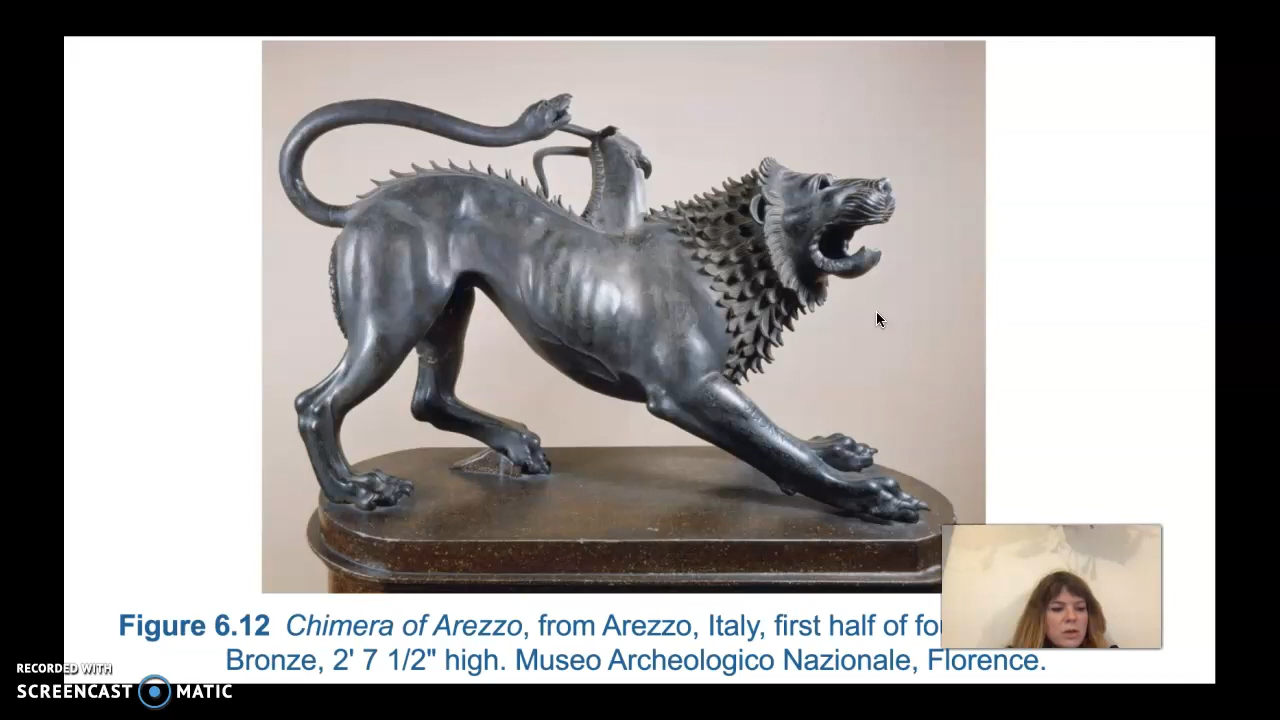 Figure 6.12 Chimera of Arezzo, from Arezzo, Italy, first half of
Bronze, 2' 7 1/2" high. Museo Archeologico Nazionale, Florence.
RECORDED WITH
SCREENCAST MATIC